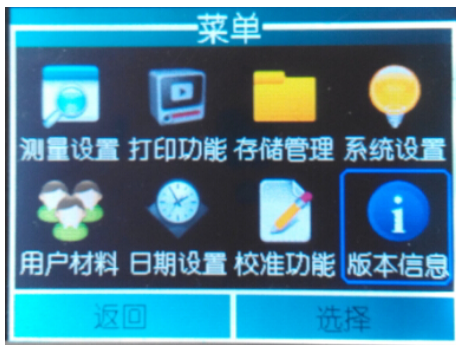 菜单
测量设置 打印功能 存储管理 系统设置
用户材料 日期设置 校准功能 版本信息
返回 选择